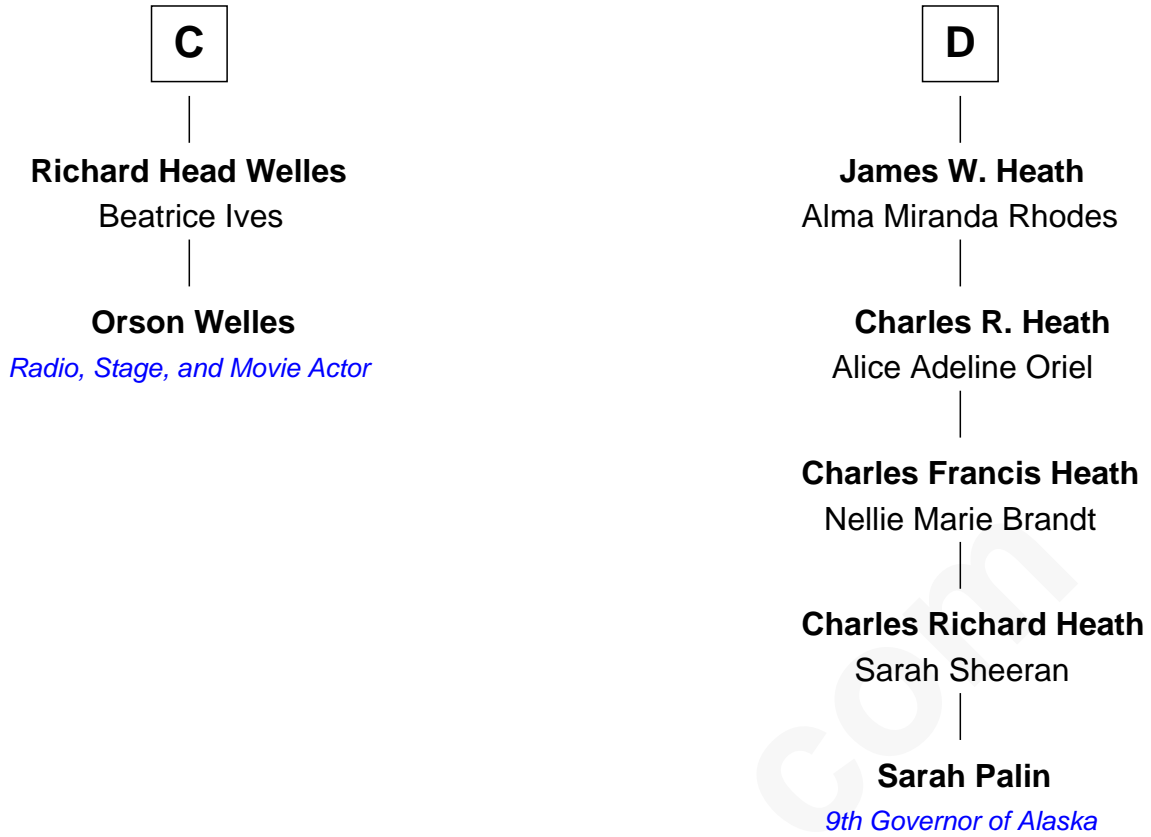 C
Richard Head Welles
Beatrice Ives
Orson Welles
Radio, Stage, and Movie Actor
D
James W. Heath
Alma Miranda Rhodes
Charles R. Heath
Alice Adeline Oriel
Charles Francis Heath
Nellie Marie Brandt
Charles Richard Heath
Sarah Sheeran
Sarah Palin
9th Governor of Alaska
com